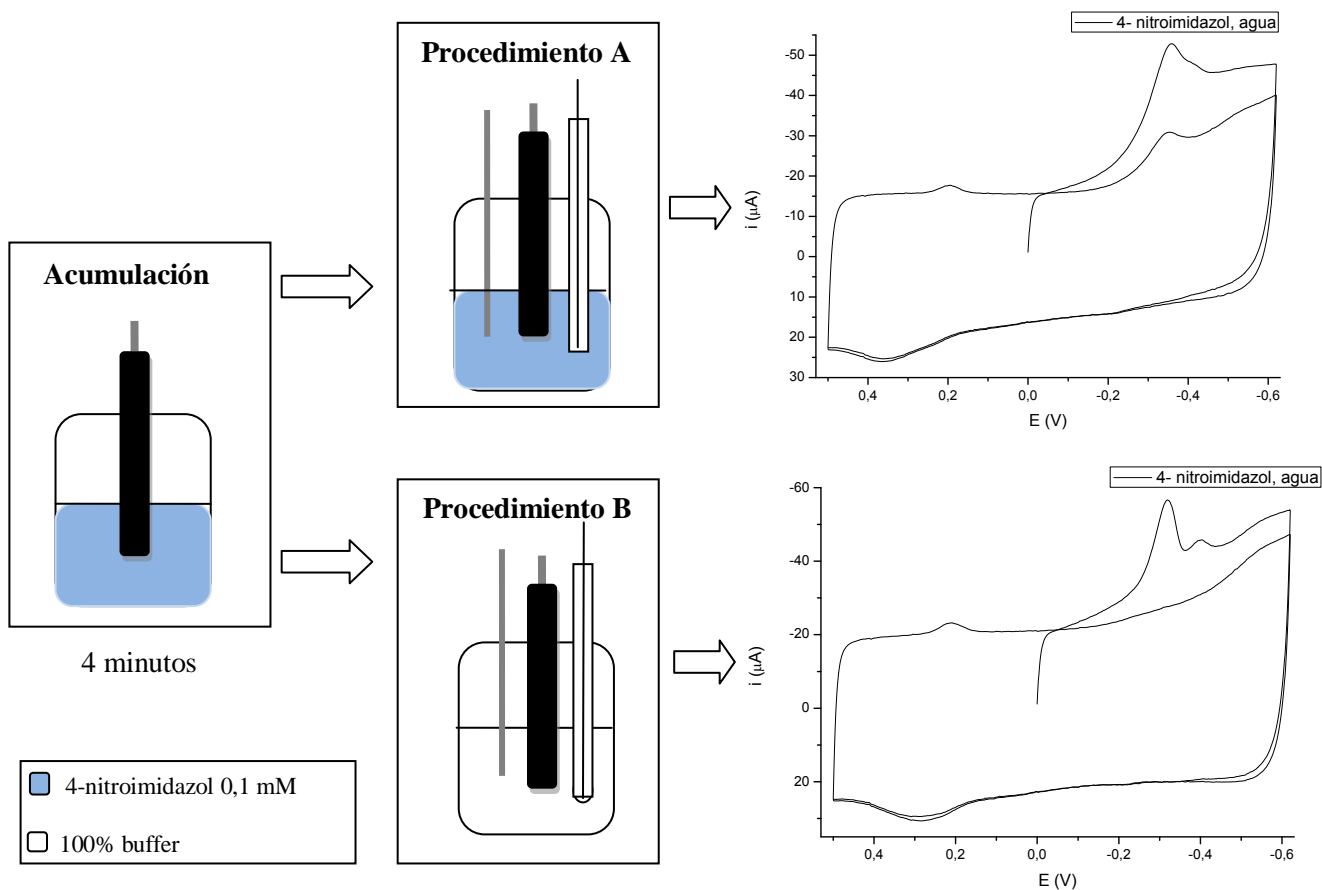 Acumulación
4 minutos
4-nitroimidazol 0,1 mM
100% buffer
Procedimiento A
4- nitroimidazol, agua
-50
-40
-30
-20
-10
0
10
20
30
i (μA)
0,4 0,2 0,0 -0,2 -0,4 -0,6
E (V)
Procedimiento B
4- nitroimidazol, agua
-60
-40
-20
0
20
i (μA)
0,4 0,2 0,0 -0,2 -0,4 -0,6
E (V)